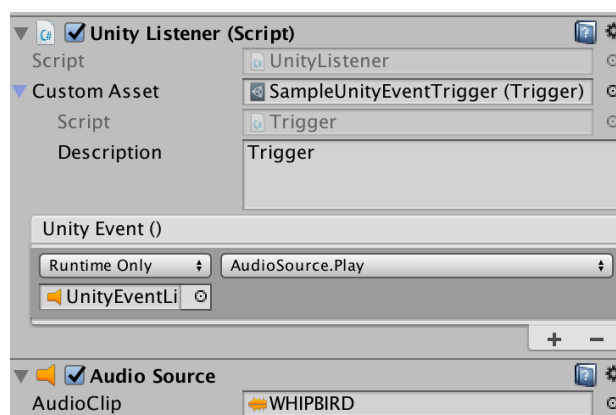 Unity Listener (Script)
Script UnityListener
Custom Asset SampleUnityEventTrigger (Trigger)
Script Trigger
Description Trigger
Unity Event ()
Runtime Only AudioSource.Play
UnityEventLi
+ −
Audio Source
AudioClip WHIPBIRD